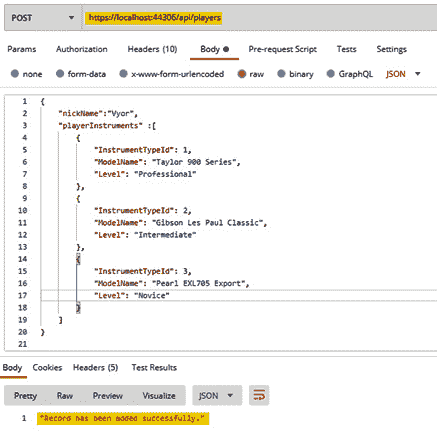 POST https://localhost:44306/api/players
Params Authorization Headers (10) Body Pre-request Script Tests Settings
none form-data x-www-form-urlencoded raw binary GraphQL JSON
1 {
2 "nickName":"Vyor",
3 "playerInstruments" :[
4 {
5 "InstrumentTypeId": 1,
6 "ModelName": "Taylor 900 Series",
7 "Level": "Professional"
8 },
9 {
10 "InstrumentTypeId": 2,
11 "ModelName": "Gibson Les Paul Classic",
12 "Level": "Intermediate"
13 },
14 {
15 "InstrumentTypeId": 3,
16 "ModelName": "Pearl EXL705 Export",
17 "Level": "Novice"
18 }
19 ]
20 }
21
Body Cookies Headers (5) Test Results
Pretty Raw Preview Visualize JSON
1 "Record has been added successfully."